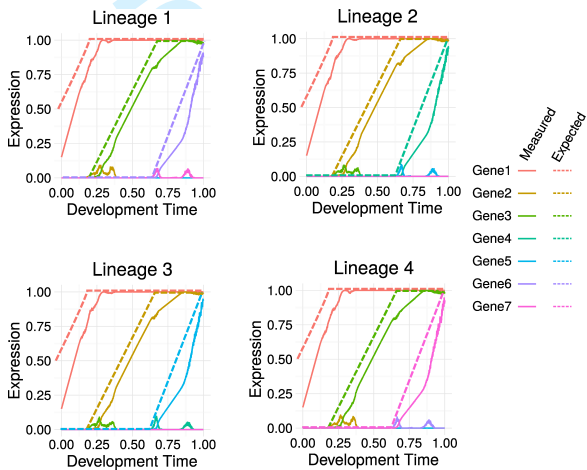 Lineage 1
Expression
1.00
0.75
0.50
0.25
0.00
0.00 0.25 0.50 0.75 1.00
Development Time
Lineage 2
Expression
1.00
0.75
0.50
0.25
0.00
0.00 0.25 0.50 0.75 1.00
Development Time
Measured
Expected
Gene1
Gene2
Gene3
Gene4
Gene5
Gene6
Gene7
Lineage 3
Expression
1.00
0.75
0.50
0.25
0.00
0.00 0.25 0.50 0.75 1.00
Development Time
Lineage 4
Expression
1.00
0.75
0.50
0.25
0.00
0.00 0.25 0.50 0.75 1.00
Development Time